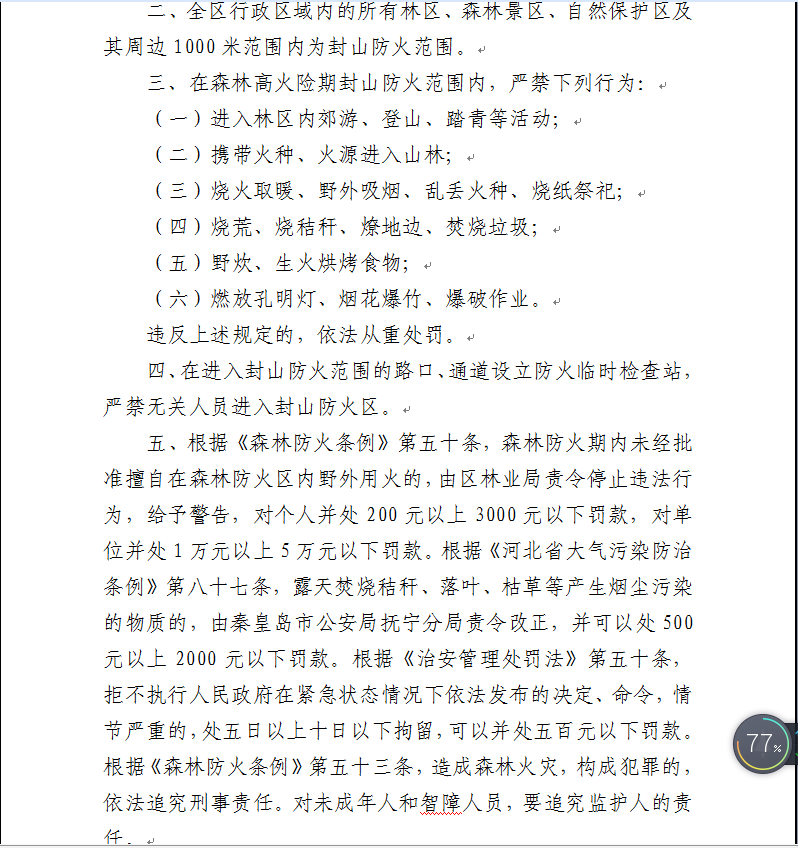 二、全区行政区域内的所有林区、森林景区、自然保护区及
其周边 1000 米范围内为封山防火范围。
三、在森林高火险期封山防火范围内，严禁下列行为：
（一）进入林区内郊游、登山、踏青等活动；
（二）携带火种、火源进入山林；
（三）烧火取暖、野外吸烟、乱丢火种、烧纸祭祀；
（四）烧荒、烧秸秆、燎地边、焚烧垃圾；
（五）野炊、生火烘烤食物；
（六）燃放孔明灯、烟花爆竹、爆破作业。
违反上述规定的，依法从重处罚。
四、在进入封山防火范围的路口、通道设立防火临时检查站，
严禁无关人员进入封山防火区。
五、根据《森林防火条例》第五十条，森林防火期内未经批
准擅自在森林防火区内野外用火的，由区林业局责令停止违法行
为，给予警告，对个人并处 200 元以上 3000 元以下罚款，对单
位并处 1 万元以上 5 万元以下罚款。根据《河北省大气污染防治
条例》第八十七条，露天焚烧秸秆、落叶、枯草等产生烟尘污染
的物质的，由秦皇岛市公安局抚宁分局责令改正，并可以处 500
元以上 2000 元以下罚款。根据《治安管理处罚法》第五十条，
拒不执行人民政府在紧急状态情况下依法发布的决定、命令，情
节严重的，处五日以上十日以下拘留，可以并处五百元以下罚款。
根据《森林防火条例》第五十三条，造成森林火灾，构成犯罪的，
依法追究刑事责任。对未成年人和智障人员，要追究监护人的责
任。
77%